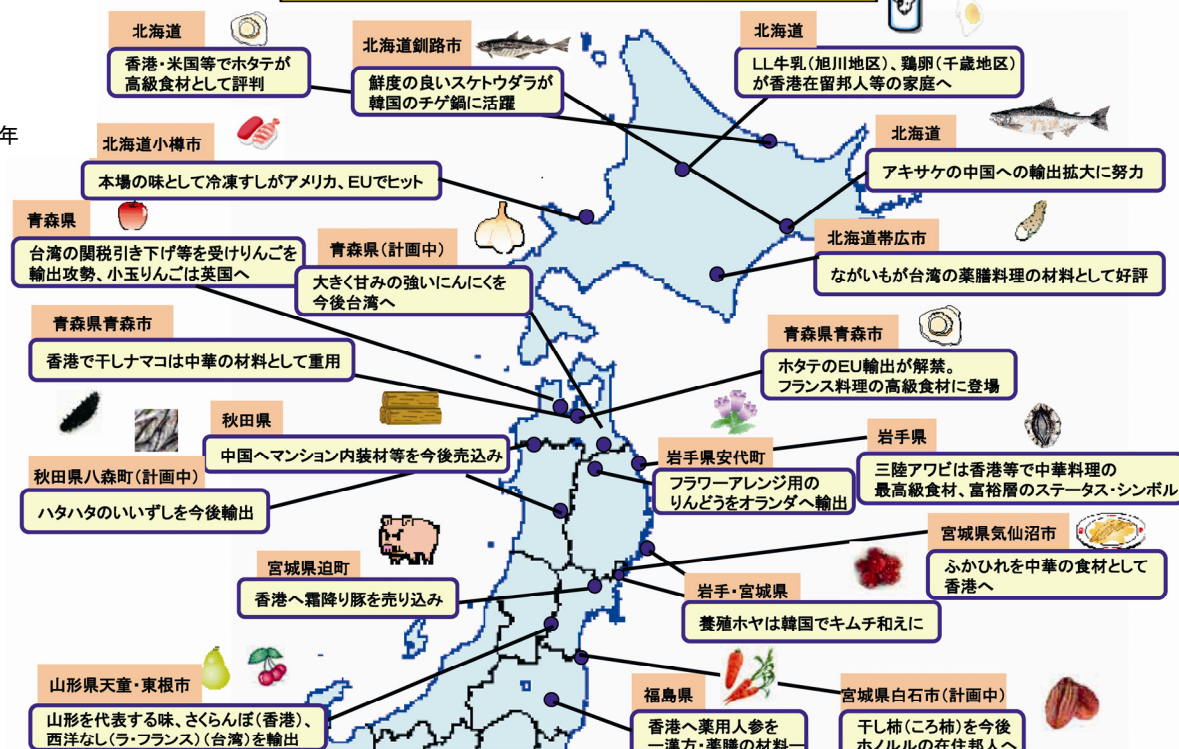 北海道
香港・米国等でホタテが
高級食材として評判
北海道釧路市
鮮度の良いスケトウダラが
韓国のチゲ鍋に活躍
北海道
LL牛乳(旭川地区)、鶏卵(千歳地区)
が香港在留邦人等の家庭へ
年
北海道小樽市
本場の味として冷凍すしがアメリカ、EUでヒット
北海道
アキサケの中国への輸出拡大に努力
青森県
台湾の関税引き下げ等を受けりんごを
輸出攻勢、小玉りんごは英国へ
青森県(計画中)
大きく甘みの強いにんにくを
今後台湾へ
北海道帯広市
ながいもが台湾の薬膳料理の材料として好評
青森県青森市
香港で干しナマコは中華の材料として重用
青森県青森市
ホタテのEU輸出が解禁。
フランス料理の高級食材に登場
秋田県
中国へマンション内装材等を今後売込み
岩手県安代町
フラワーアレンジ用の
りんどうをオランダへ輸出
岩手県
三陸アワビは香港等で中華料理の
最高級食材、富裕層のステータス・シンボル
秋田県八森町(計画中)
ハタハタのいいずしを今後輸出
宮城県迫町
香港へ霜降り豚を売り込み
岩手・宮城県
養殖ホヤは韓国でキムチ和えに
宮城県気仙沼市
ふかひれを中華の食材として
香港へ
山形県天童・東根市
山形を代表する味、さくらんぼ(香港)、
西洋なし(ラ・フランス)(台湾)を輸出
福島県
香港へ薬用人参を
―漢方・薬膳の材料―
宮城県白石市(計画中)
干し柿(ころ柿)を今後
ホノルルの在住邦人へ